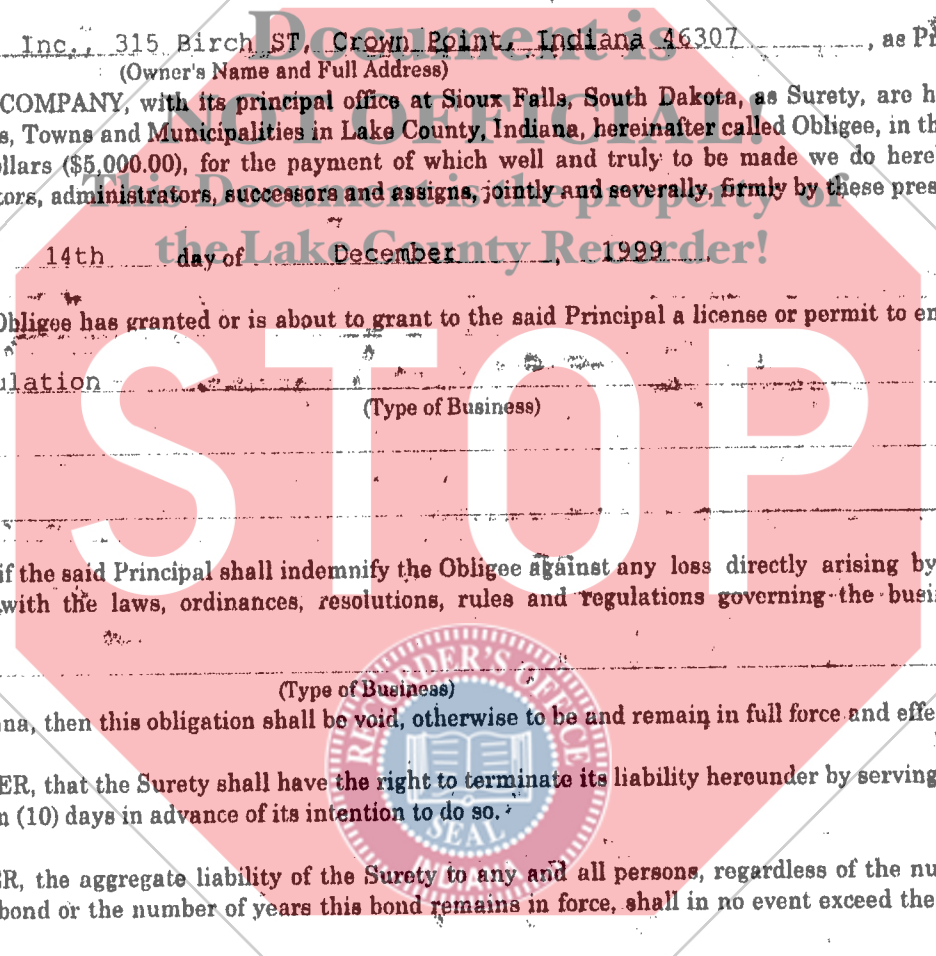 Document is
Inc., 315 Birch ST, Crown Point, Indiana 46307 , as Pr
(Owner's Name and Full Address)
COMPANY, with its principal office at Sioux Falls, South Dakota, as Surety, are h
NOT OFFICIAL!
s, Towns and Municipalities in Lake County, Indiana, hereinafter called Obligee, in th
ollars ($5,000.00), for the payment of which well and truly to be made we do here
This Document is the property of
tors, administrators, successors and assigns, jointly and severally, firmly by these pres
the Lake County Recorder!
14th day of December , 1999 .
Obligee has granted or is about to grant to the said Principal a license or permit to en
STOP
ulation
(Type of Business)
if the said Principal shall indemnify the Obligee against any loss directly arising by
with the laws, ordinances, resolutions, rules and regulations governing the busi
RECORDER'S OFFICE
(Type of Business)
na, then this obligation shall be void, otherwise to be and remain in full force and effe
ER, that the Surety shall have the right to terminate its liability hereunder by serving
n (10) days in advance of its intention to do so.
SEAL
INDIANA
R, the aggregate liability of the Surety to any and all persons, regardless of the nu
bond or the number of years this bond remains in force, shall in no event exceed the